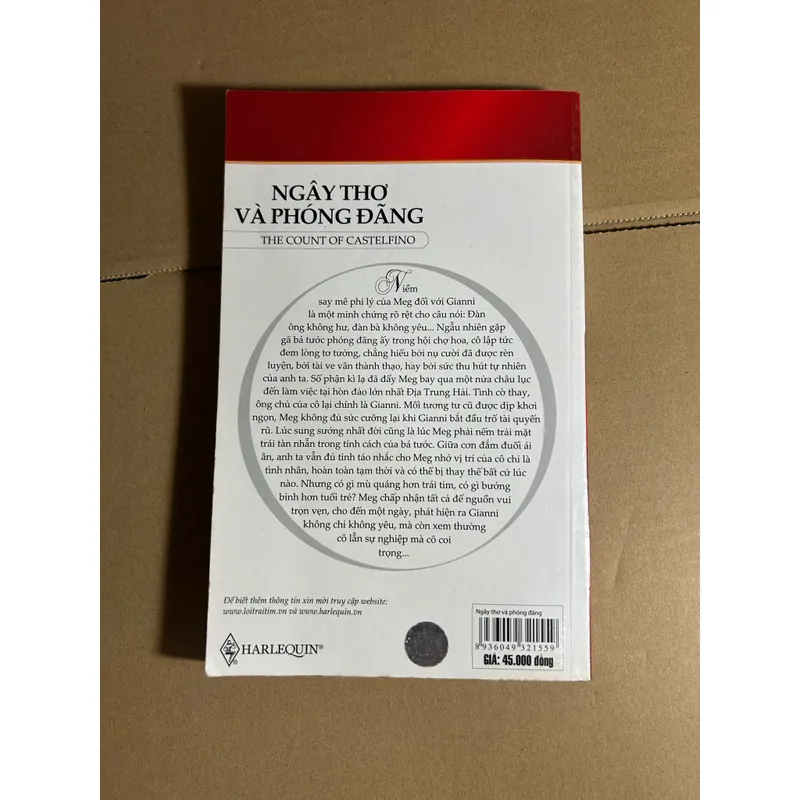 NGÂY THƠ
VÀ PHÓNG ĐÃNG
THE COUNT OF CASTELFINO
Niềm
say mê phi lý của Meg đối với Gianni
là một minh chứng rõ rệt cho câu nói: Đàn
ông không hư, đàn bà không yêu... Ngẫu nhiên gặp
gã bá tước phóng đãng ấy trong hội chợ hoa, cô lập tức
đem lòng tơ tưởng, chẳng hiểu bởi nụ cười đã được rèn
luyện, bởi tài ve vãn thành thạo, hay bởi sức thu hút tự nhiên
của anh ta. Số phận kì lạ đã đẩy Meg bay qua một nửa châu lục
đến làm việc tại hòn đảo lớn nhất Địa Trung Hải. Tình cờ thay,
ông chủ của cô lại chính là Gianni. Mối tương tư cũ được dịp khơi
ngọn, Meg không đủ sức cưỡng lại khi Gianni bắt đầu trổ tài quyến
rũ. Lúc sung sướng nhất đời cũng là lúc Meg phải nếm trải mặt
trái tàn nhẫn trong tính cách của bá tước. Giữa cơn đắm đuối ái
ân, anh ta vẫn đủ tỉnh táo nhắc cho Meg nhớ vị trí của cô chỉ là
tình nhân, hoàn toàn tạm thời và có thể bị thay thế bất cứ lúc
nào. Nhưng có gì mù quáng hơn trái tim, có gì bướng
bỉnh hơn tuổi trẻ? Meg chấp nhận tất cả để nguồn vui
trọn vẹn, cho đến một ngày, phát hiện ra Gianni
không chỉ không yêu, mà còn xem thường
cô lẫn sự nghiệp mà cô coi
trọng...
Để biết thêm thông tin xin mời truy cập website:
www.loitraitim.vn và www.harlequin.vn
HARLEQUIN®
Ngây thơ và phóng đãng
8 936049 321559
GIÁ: 45.000 đồng